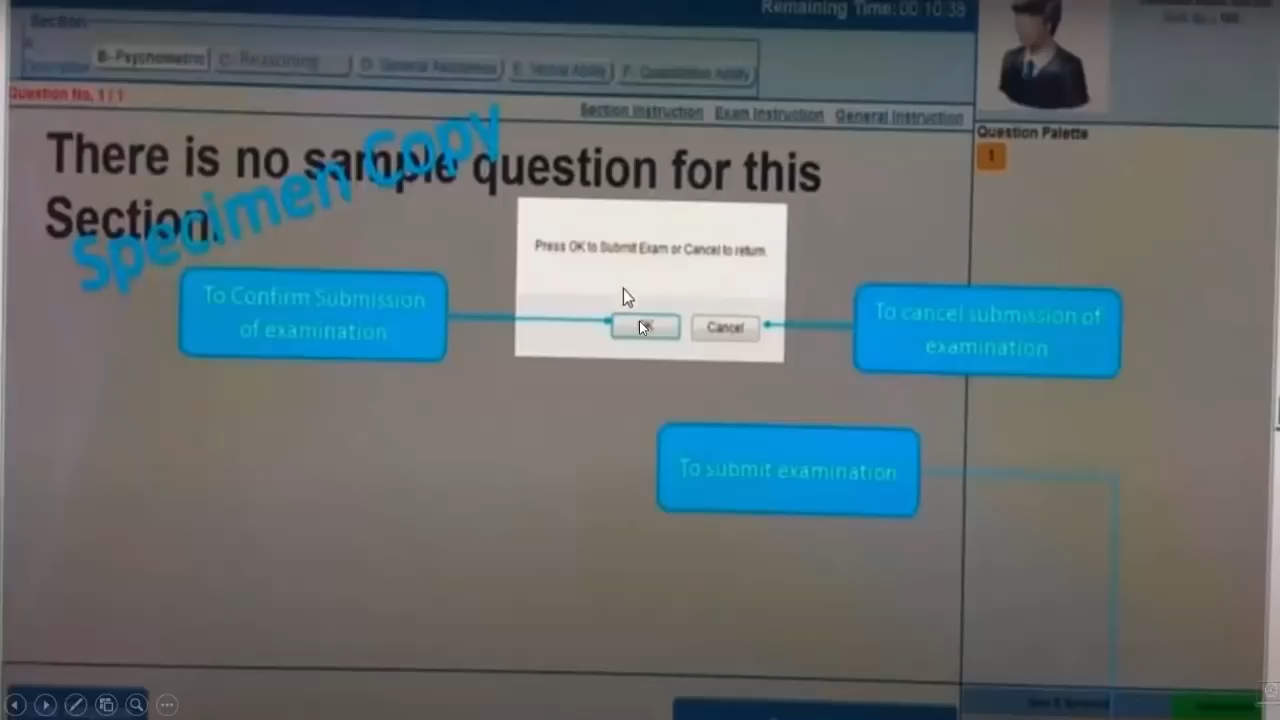 Section
Remaining Time: 00:10:38
B- Psychometric
C- Reasoning
D- General Awareness
E- Verbal Ability
F- Quantitative Ability
Question No. 1 / 1
Section Instruction
Exam Instruction
General Instruction
Question Palette
1
There is no sample question for this
Section.
Specimen Copy
Press OK to Submit Exam or Cancel to return.
OK
Cancel
To Confirm Submission
of examination
To cancel submission of
examination
To submit examination